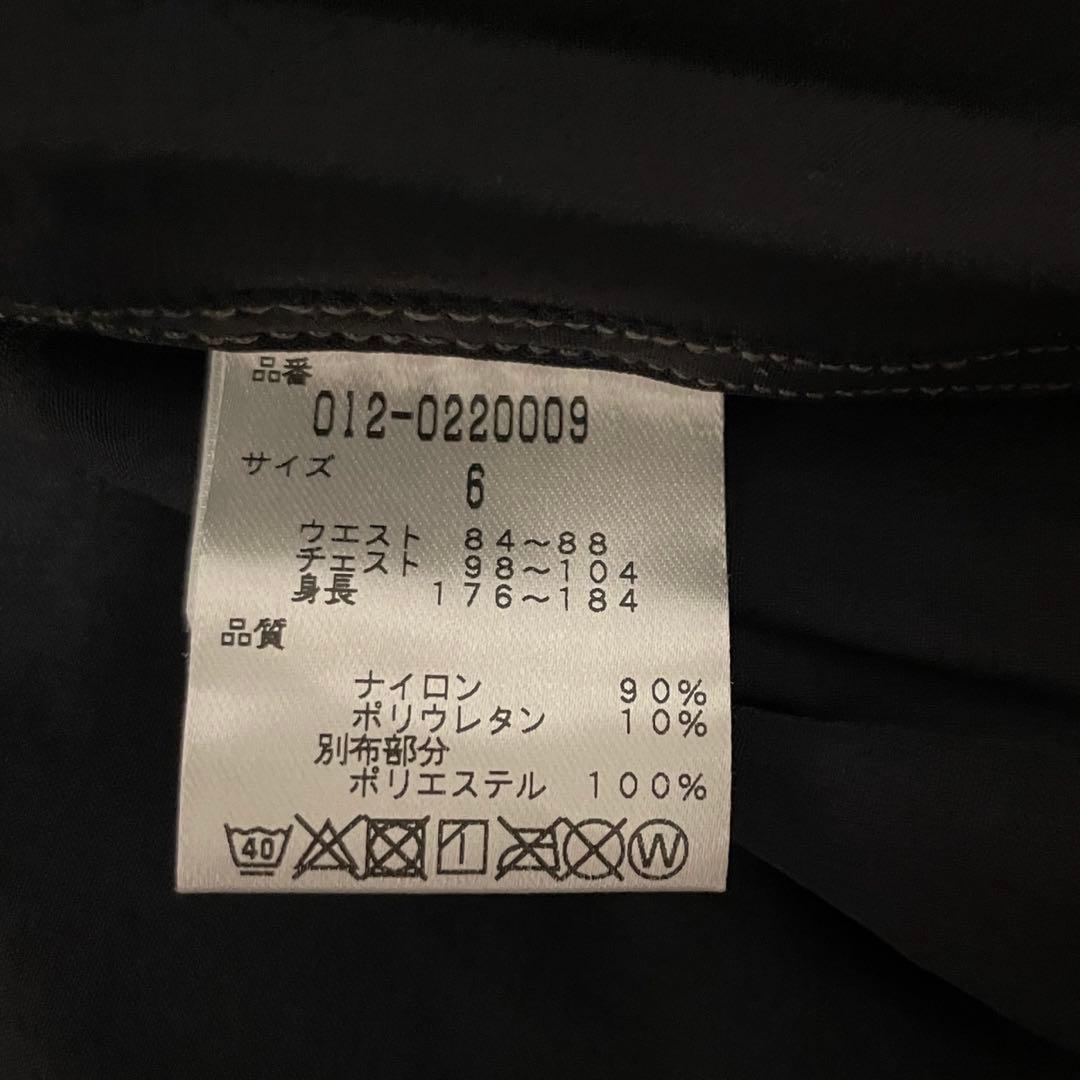 品番
012-0220009
サイズ
6
ウエスト 84〜88
チェスト 98〜104
身長 176〜184
品質
ナイロン 90%
ポリウレタン 10%
別布部分
ポリエステル 100%
40 W